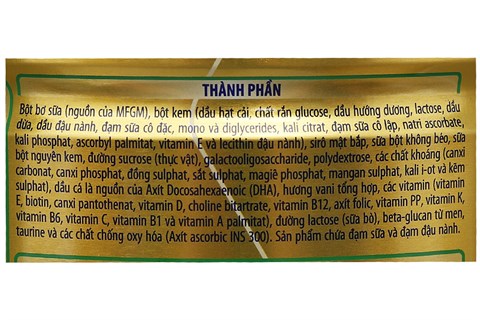 THÀNH PHẦN
Bột bơ sữa (nguồn của MFGM), bột kem (dầu hạt cải, chất rắn glucose, dầu hướng dương, lactose, dầu
dừa, dầu đậu nành, đạm sữa cô đặc, mono và diglycerides, kali citrat, đạm sữa cô lập, natri ascorbate,
kali phosphat, ascorbyl palmitat, vitamin E và lecithin đậu nành), sirô mật bắp, sữa bột không béo, sữa
bột nguyên kem, đường sucrose (thực vật), galactooligosaccharide, polydextrose, các chất khoáng (canxi
carbonat, canxi phosphat, đồng sulphat, sắt sulphat, magiê phosphat, mangan sulphat, kali i-ot và kẽm
sulphat), dầu cá là nguồn của Axít Docosahexaenoic (DHA), hương vani tổng hợp, các vitamin (vitamin
E, biotin, canxi pantothenat, vitamin D, choline bitartrate, vitamin B12, axít folic, vitamin PP, vitamin K,
vitamin B6, vitamin C, vitamin B1 và vitamin A palmitat), đường lactose (sữa bò), beta-glucan từ men,
taurine và các chất chống oxy hóa (Axít ascorbic INS 300). Sản phẩm chứa đạm sữa và đạm đậu nành.